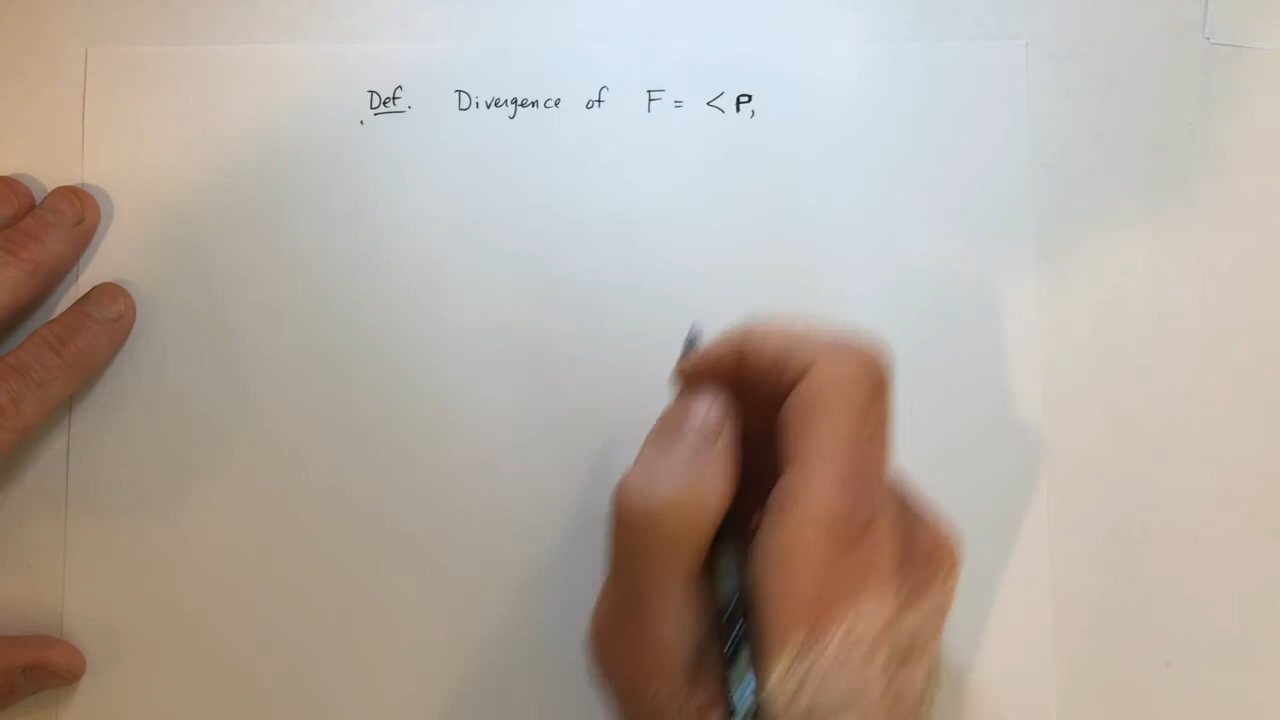 Def. Divergence of F = < P,